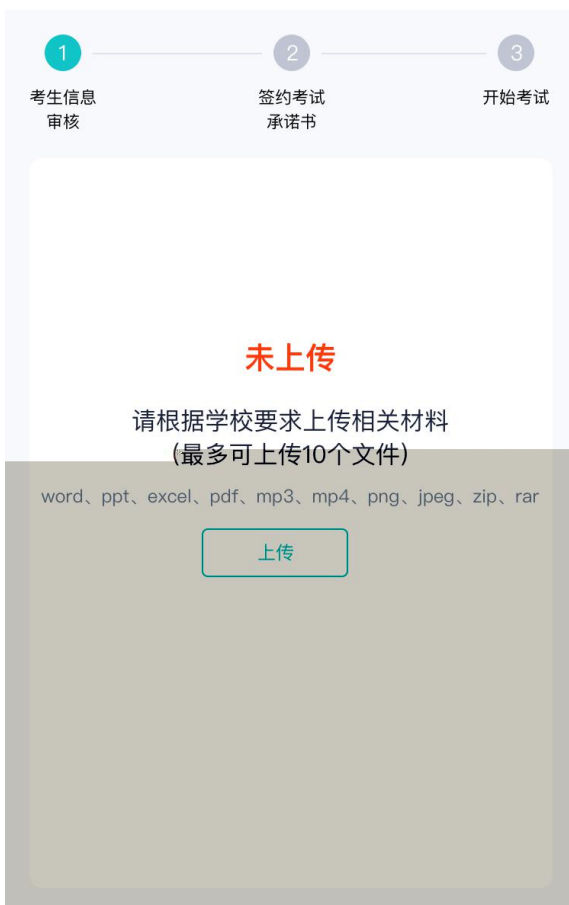 1
2
3
考生信息
审核
签约考试
承诺书
开始考试
未上传
请根据学校要求上传相关材料
(最多可上传10个文件)
word、ppt、excel、pdf、mp3、mp4、png、jpeg、zip、rar
上传